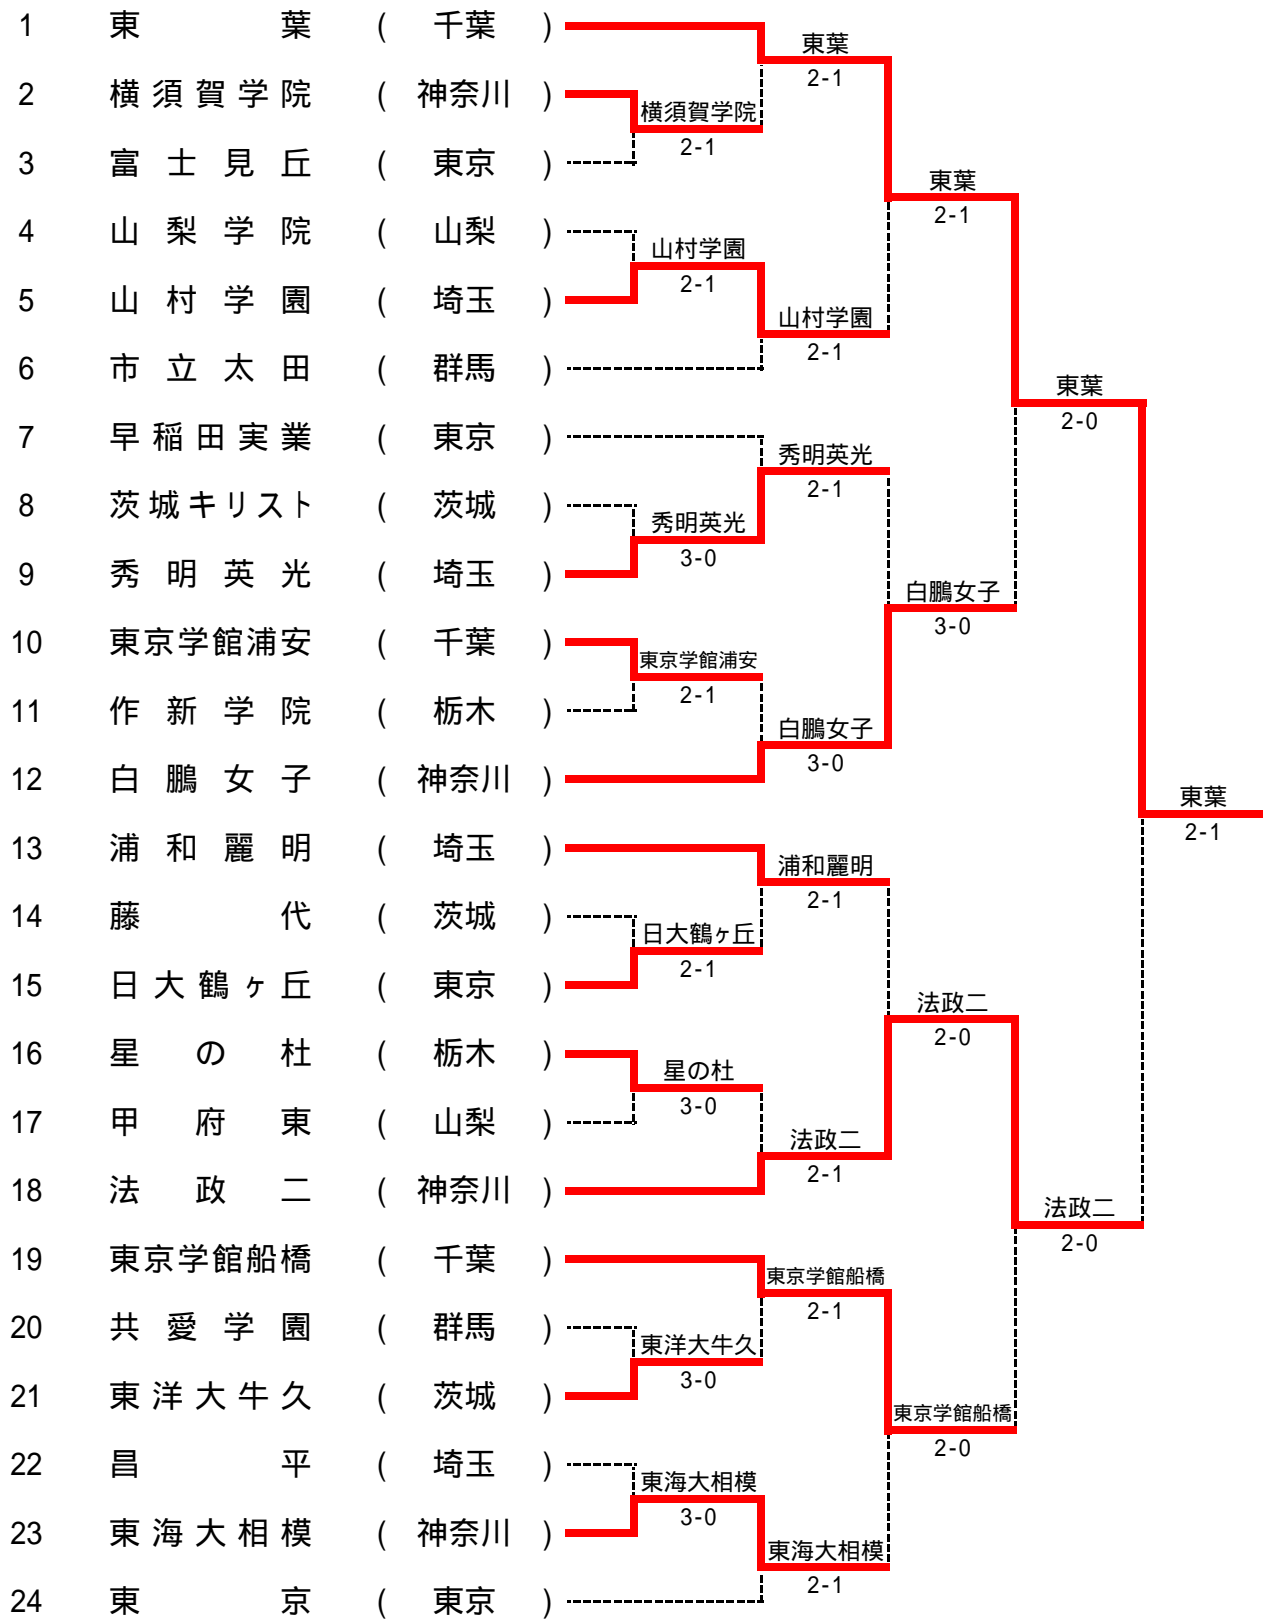 1 東葉 ( 千葉 )
2 横須賀学院 ( 神奈川 )
3 富士見丘 ( 東京 )
4 山梨学院 ( 山梨 )
5 山村学園 ( 埼玉 )
6 市立太田 ( 群馬 )
7 早稲田実業 ( 東京 )
8 茨城キリスト ( 茨城 )
9 秀明英光 ( 埼玉 )
10 東京学館浦安 ( 千葉 )
11 作新学院 ( 栃木 )
12 白鵬女子 ( 神奈川 )
13 浦和麗明 ( 埼玉 )
14 藤代 ( 茨城 )
15 日大鶴ヶ丘 ( 東京 )
16 星の杜 ( 栃木 )
17 甲府東 ( 山梨 )
18 法政二 ( 神奈川 )
19 東京学館船橋 ( 千葉 )
20 共愛学園 ( 群馬 )
21 東洋大牛久 ( 茨城 )
22 昌平 ( 埼玉 )
23 東海大相模 ( 神奈川 )
24 東京 ( 東京 )
横須賀学院
2-1
山村学園
2-1
秀明英光
3-0
東京学館浦安
2-1
日大鶴ヶ丘
2-1
星の杜
3-0
東洋大牛久
3-0
東海大相模
3-0
東葉
2-1
山村学園
2-1
秀明英光
2-1
白鵬女子
3-0
浦和麗明
2-1
法政二
2-1
東京学館船橋
2-1
東海大相模
2-1
東葉
2-1
白鵬女子
3-0
法政二
2-0
東京学館船橋
2-0
東葉
2-0
法政二
2-0
東葉
2-1